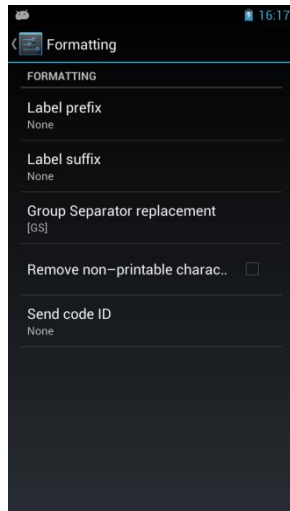 16:17
Formatting
FORMATTING
Label prefix
None
Label suffix
None
Group Separator replacement
[GS]
Remove non–printable charac..
Send code ID
None